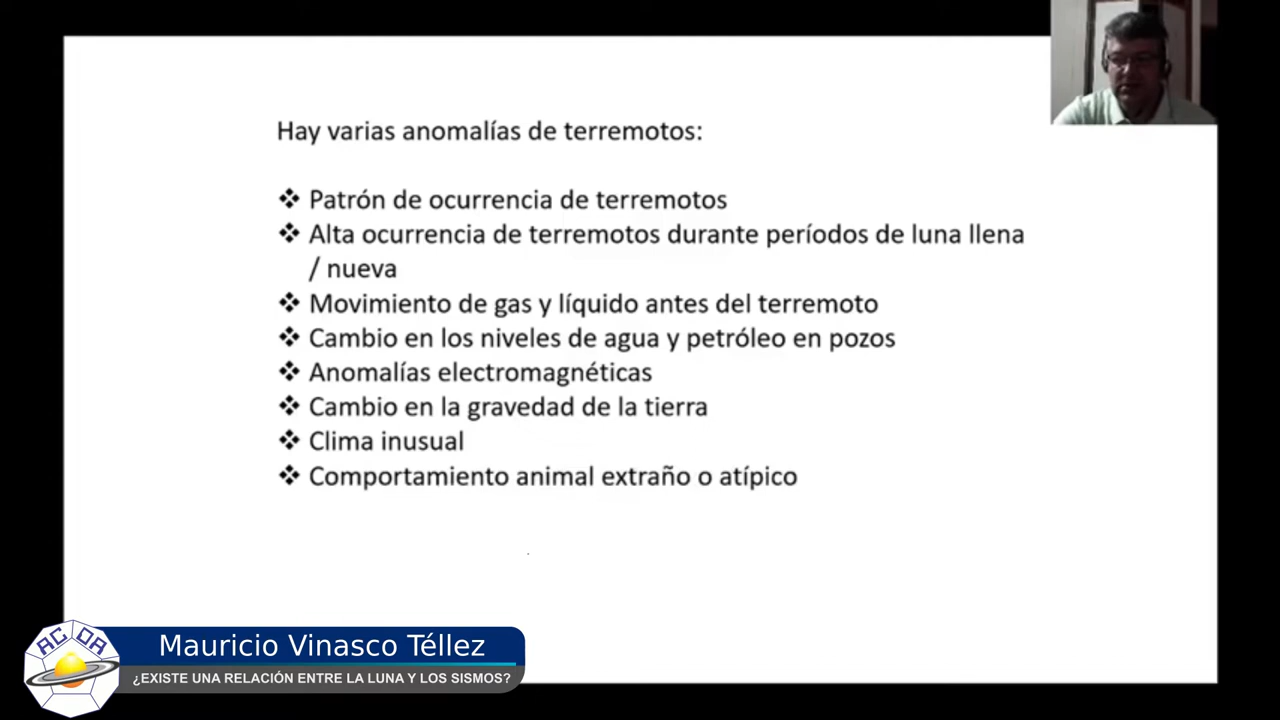 Hay varias anomalías de terremotos:
❖ Patrón de ocurrencia de terremotos
❖ Alta ocurrencia de terremotos durante períodos de luna llena
/ nueva
❖ Movimiento de gas y líquido antes del terremoto
❖ Cambio en los niveles de agua y petróleo en pozos
❖ Anomalías electromagnéticas
❖ Cambio en la gravedad de la tierra
❖ Clima inusual
❖ Comportamiento animal extraño o atípico
ACDA
Mauricio Vinasco Téllez
¿EXISTE UNA RELACIÓN ENTRE LA LUNA Y LOS SISMOS?